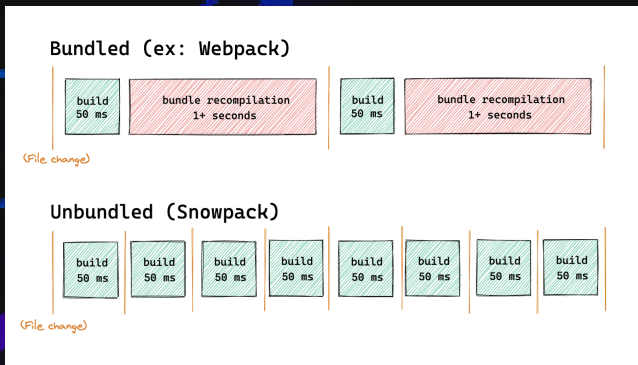 Bundled (ex: Webpack)
build
50 ms
bundle recompilation
1+ seconds
build
50 ms
bundle recompilation
1+ seconds
(File change)
Unbundled (Snowpack)
build
50 ms
build
50 ms
build
50 ms
build
50 ms
build
50 ms
build
50 ms
build
50 ms
build
50 ms
(File change)